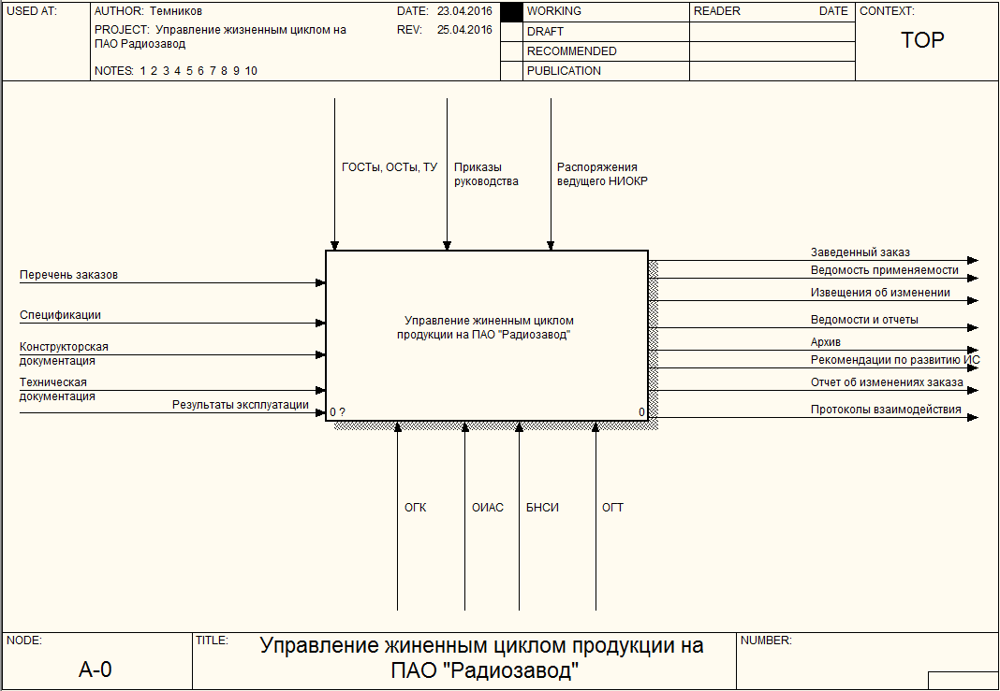 USED AT:
AUTHOR: Темников
DATE: 23.04.2016
PROJECT: Управление жизненным циклом на
ПАО Радиозавод
REV: 25.04.2016
NOTES: 1 2 3 4 5 6 7 8 9 10
WORKING
DRAFT
RECOMMENDED
PUBLICATION
READER
DATE
CONTEXT:
TOP
ГОСТы, ОСТы, ТУ
Приказы
руководства
Распоряжения
ведущего НИОКР
Перечень заказов
Спецификации
Конструкторская
документация
Техническая
документация
Результаты эксплуатации
Управление жиненным циклом
продукции на ПАО "Радиозавод"
0 ?
0
Заведенный заказ
Ведомость применяемости
Извещения об изменении
Ведомости и отчеты
Архив
Рекомендации по развитию ИС
Отчет об изменениях заказа
Протоколы взаимодействия
ОГК
ОИАС
БНСИ
ОГТ
NODE:
A-0
TITLE:
Управление жиненным циклом продукции на
ПАО "Радиозавод"
NUMBER: